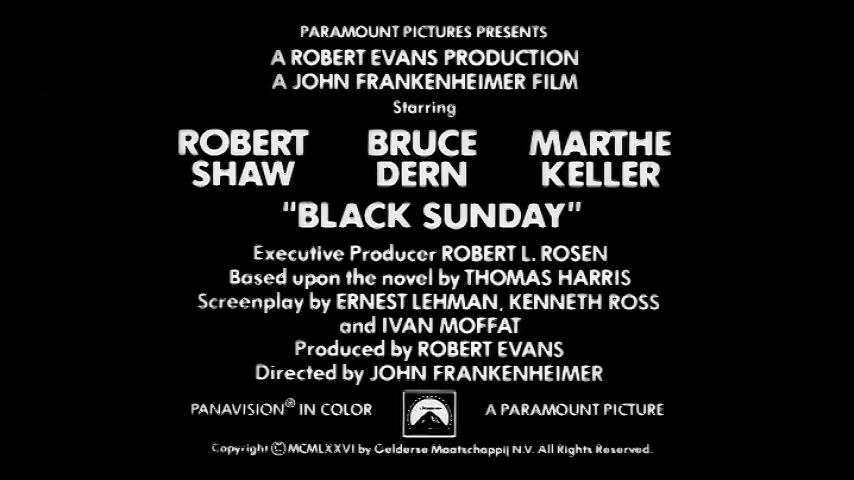 PARAMOUNT PICTURES PRESENTS
A ROBERT EVANS PRODUCTION
A JOHN FRANKENHEIMER FILM
Starring
ROBERT SHAW
BRUCE DERN
MARTHE KELLER
"BLACK SUNDAY"
Executive Producer ROBERT L. ROSEN
Based upon the novel by THOMAS HARRIS
Screenplay by ERNEST LEHMAN, KENNETH ROSS
and IVAN MOFFAT
Produced by ROBERT EVANS
Directed by JOHN FRANKENHEIMER
PANAVISION® IN COLOR
A PARAMOUNT PICTURE
Copyright © MCMLXXVI by Gelderse Maatschappij N.V. All Rights Reserved.